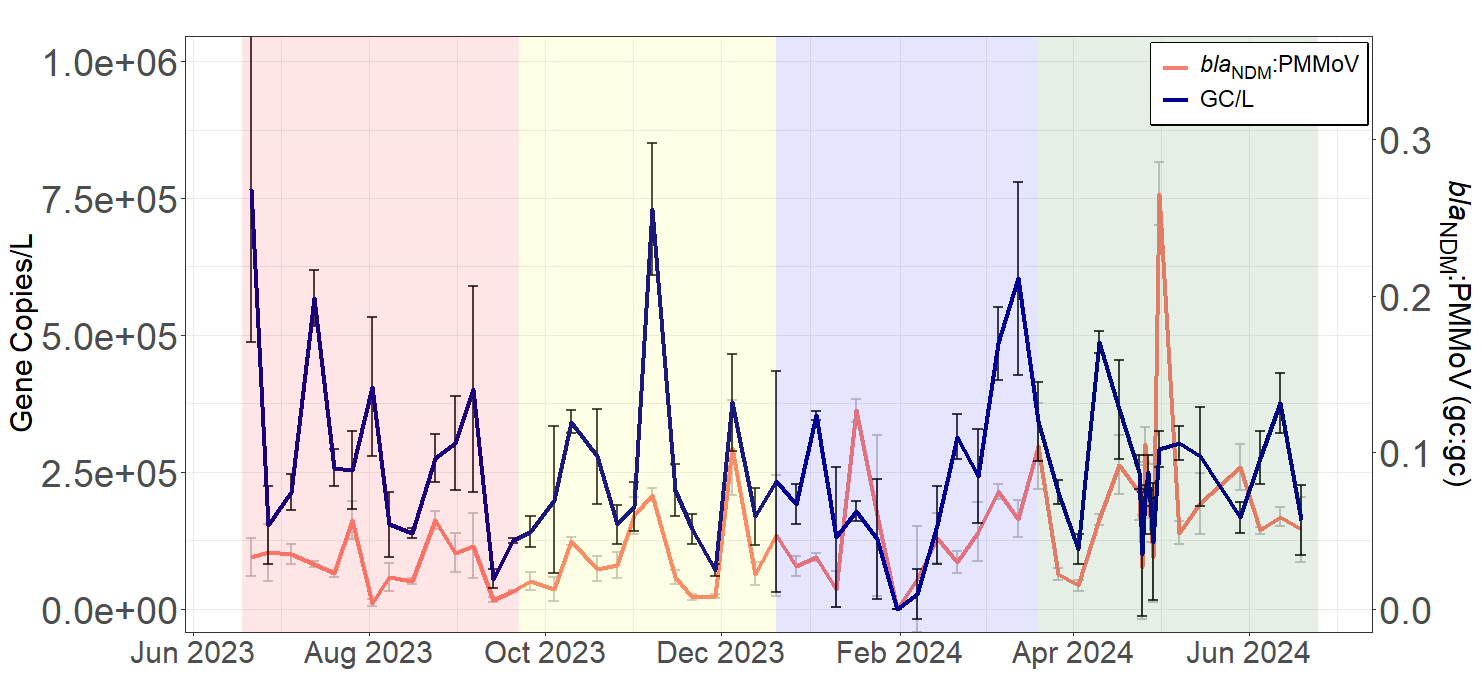 Gene Copies/L
1.0e+06
7.5e+05
5.0e+05
2.5e+05
0.0e+00
Jun 2023
Aug 2023
Oct 2023
Dec 2023
Feb 2024
Apr 2024
Jun 2024
blaNDM:PMMoV
GC/L
0.3
0.2
0.1
0.0
blaNDM:PMMoV (gc:gc)